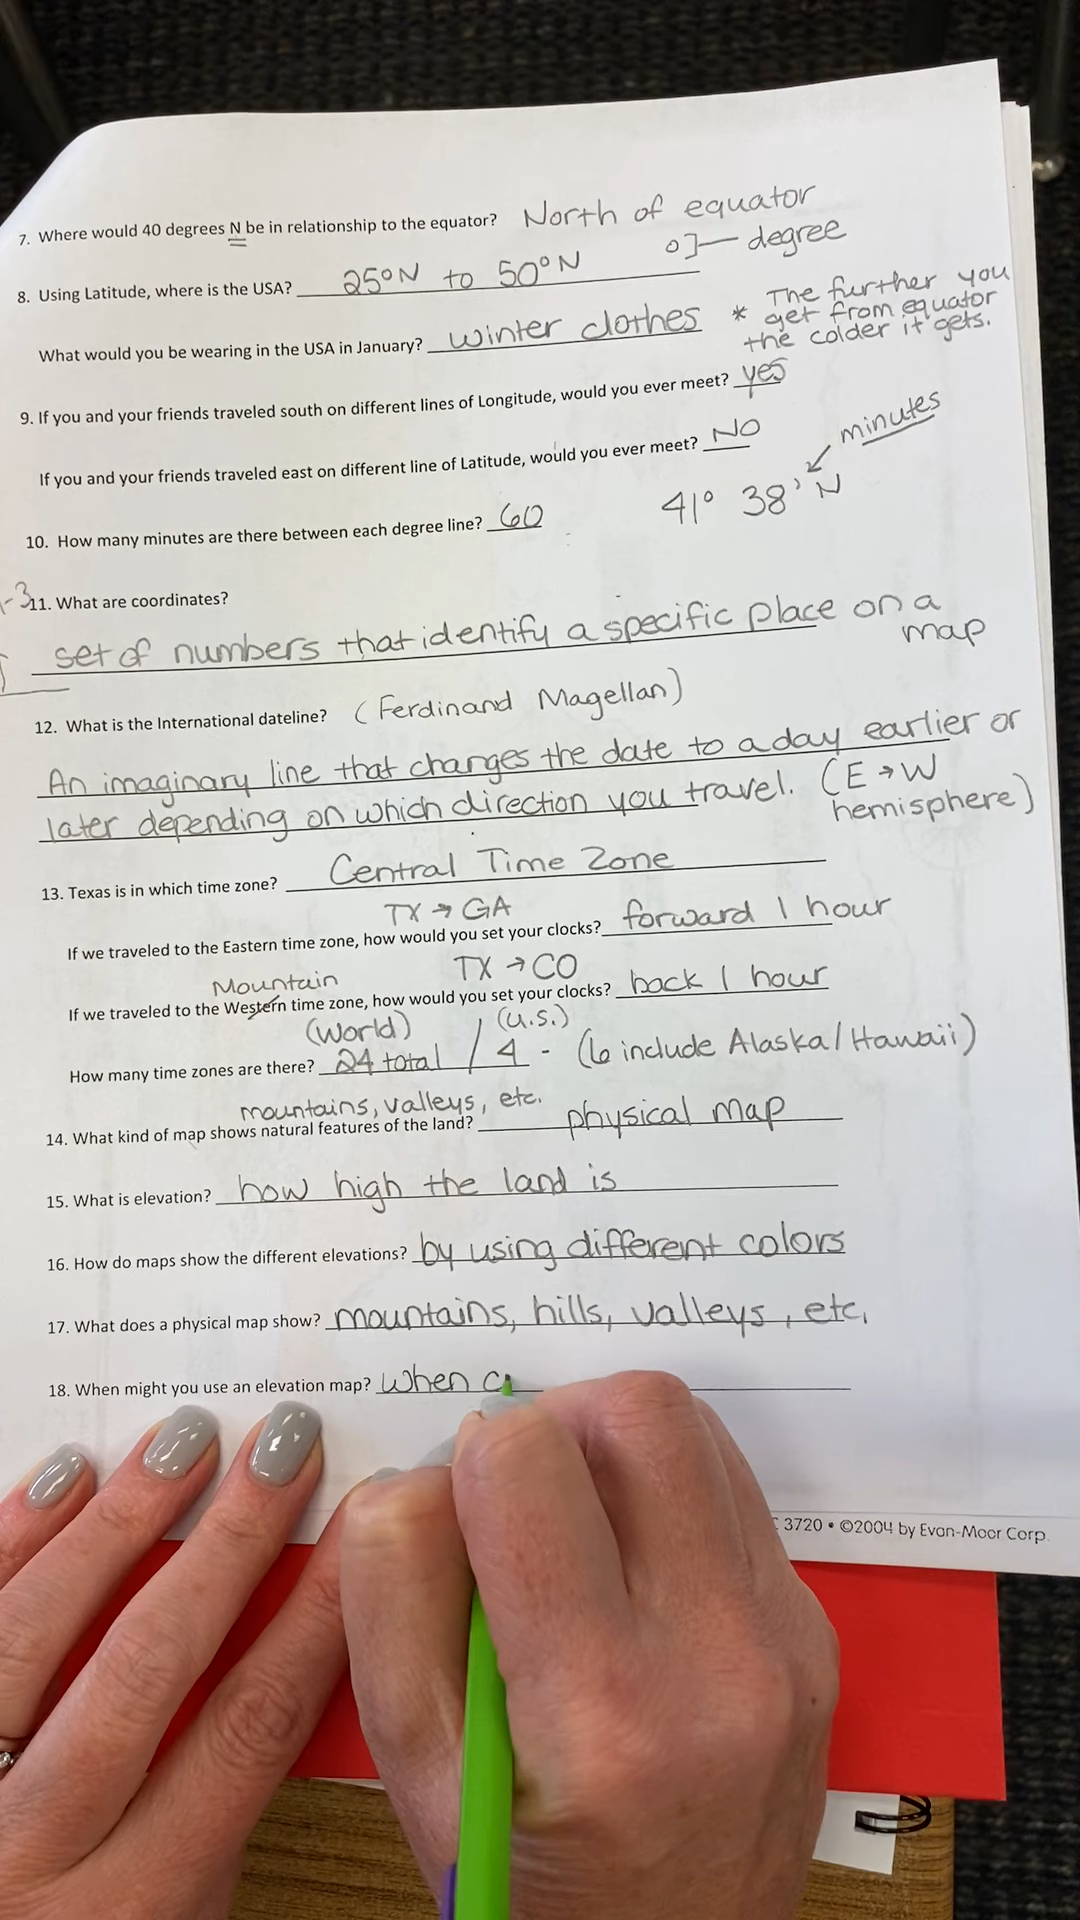 7. Where would 40 degrees N be in relationship to the equator? North of equator
o]— degree
8. Using Latitude, where is the USA? 25°N to 50°N
What would you be wearing in the USA in January? winter clothes
* The further you
get from equator
the colder it gets.
9. If you and your friends traveled south on different lines of Longitude, would you ever meet? yes
If you and your friends traveled east on different line of Latitude, would you ever meet? NO
minutes
10. How many minutes are there between each degree line? 60
41° 38' N
-3
11. What are coordinates?
set of numbers that identify a specific place on a
map
12. What is the International dateline? (Ferdinand Magellan)
An imaginary line that changes the date to a day earlier or
later depending on which direction you travel. (E → W
hemisphere)
13. Texas is in which time zone? Central Time Zone
TX → GA
If we traveled to the Eastern time zone, how would you set your clocks? forward 1 hour
Mountain TX → CO
If we traveled to the Western time zone, how would you set your clocks? back 1 hour
(World) (U.S.)
How many time zones are there? 24 total / 4 - (6 include Alaska/Hawaii)
mountains, valleys, etc.
14. What kind of map shows natural features of the land? physical map
15. What is elevation? how high the land is
16. How do maps show the different elevations? by using different colors
17. What does a physical map show? mountains, hills, valleys, etc.
18. When might you use an elevation map? when
3720 • ©2004 by Evan-Moor Corp.